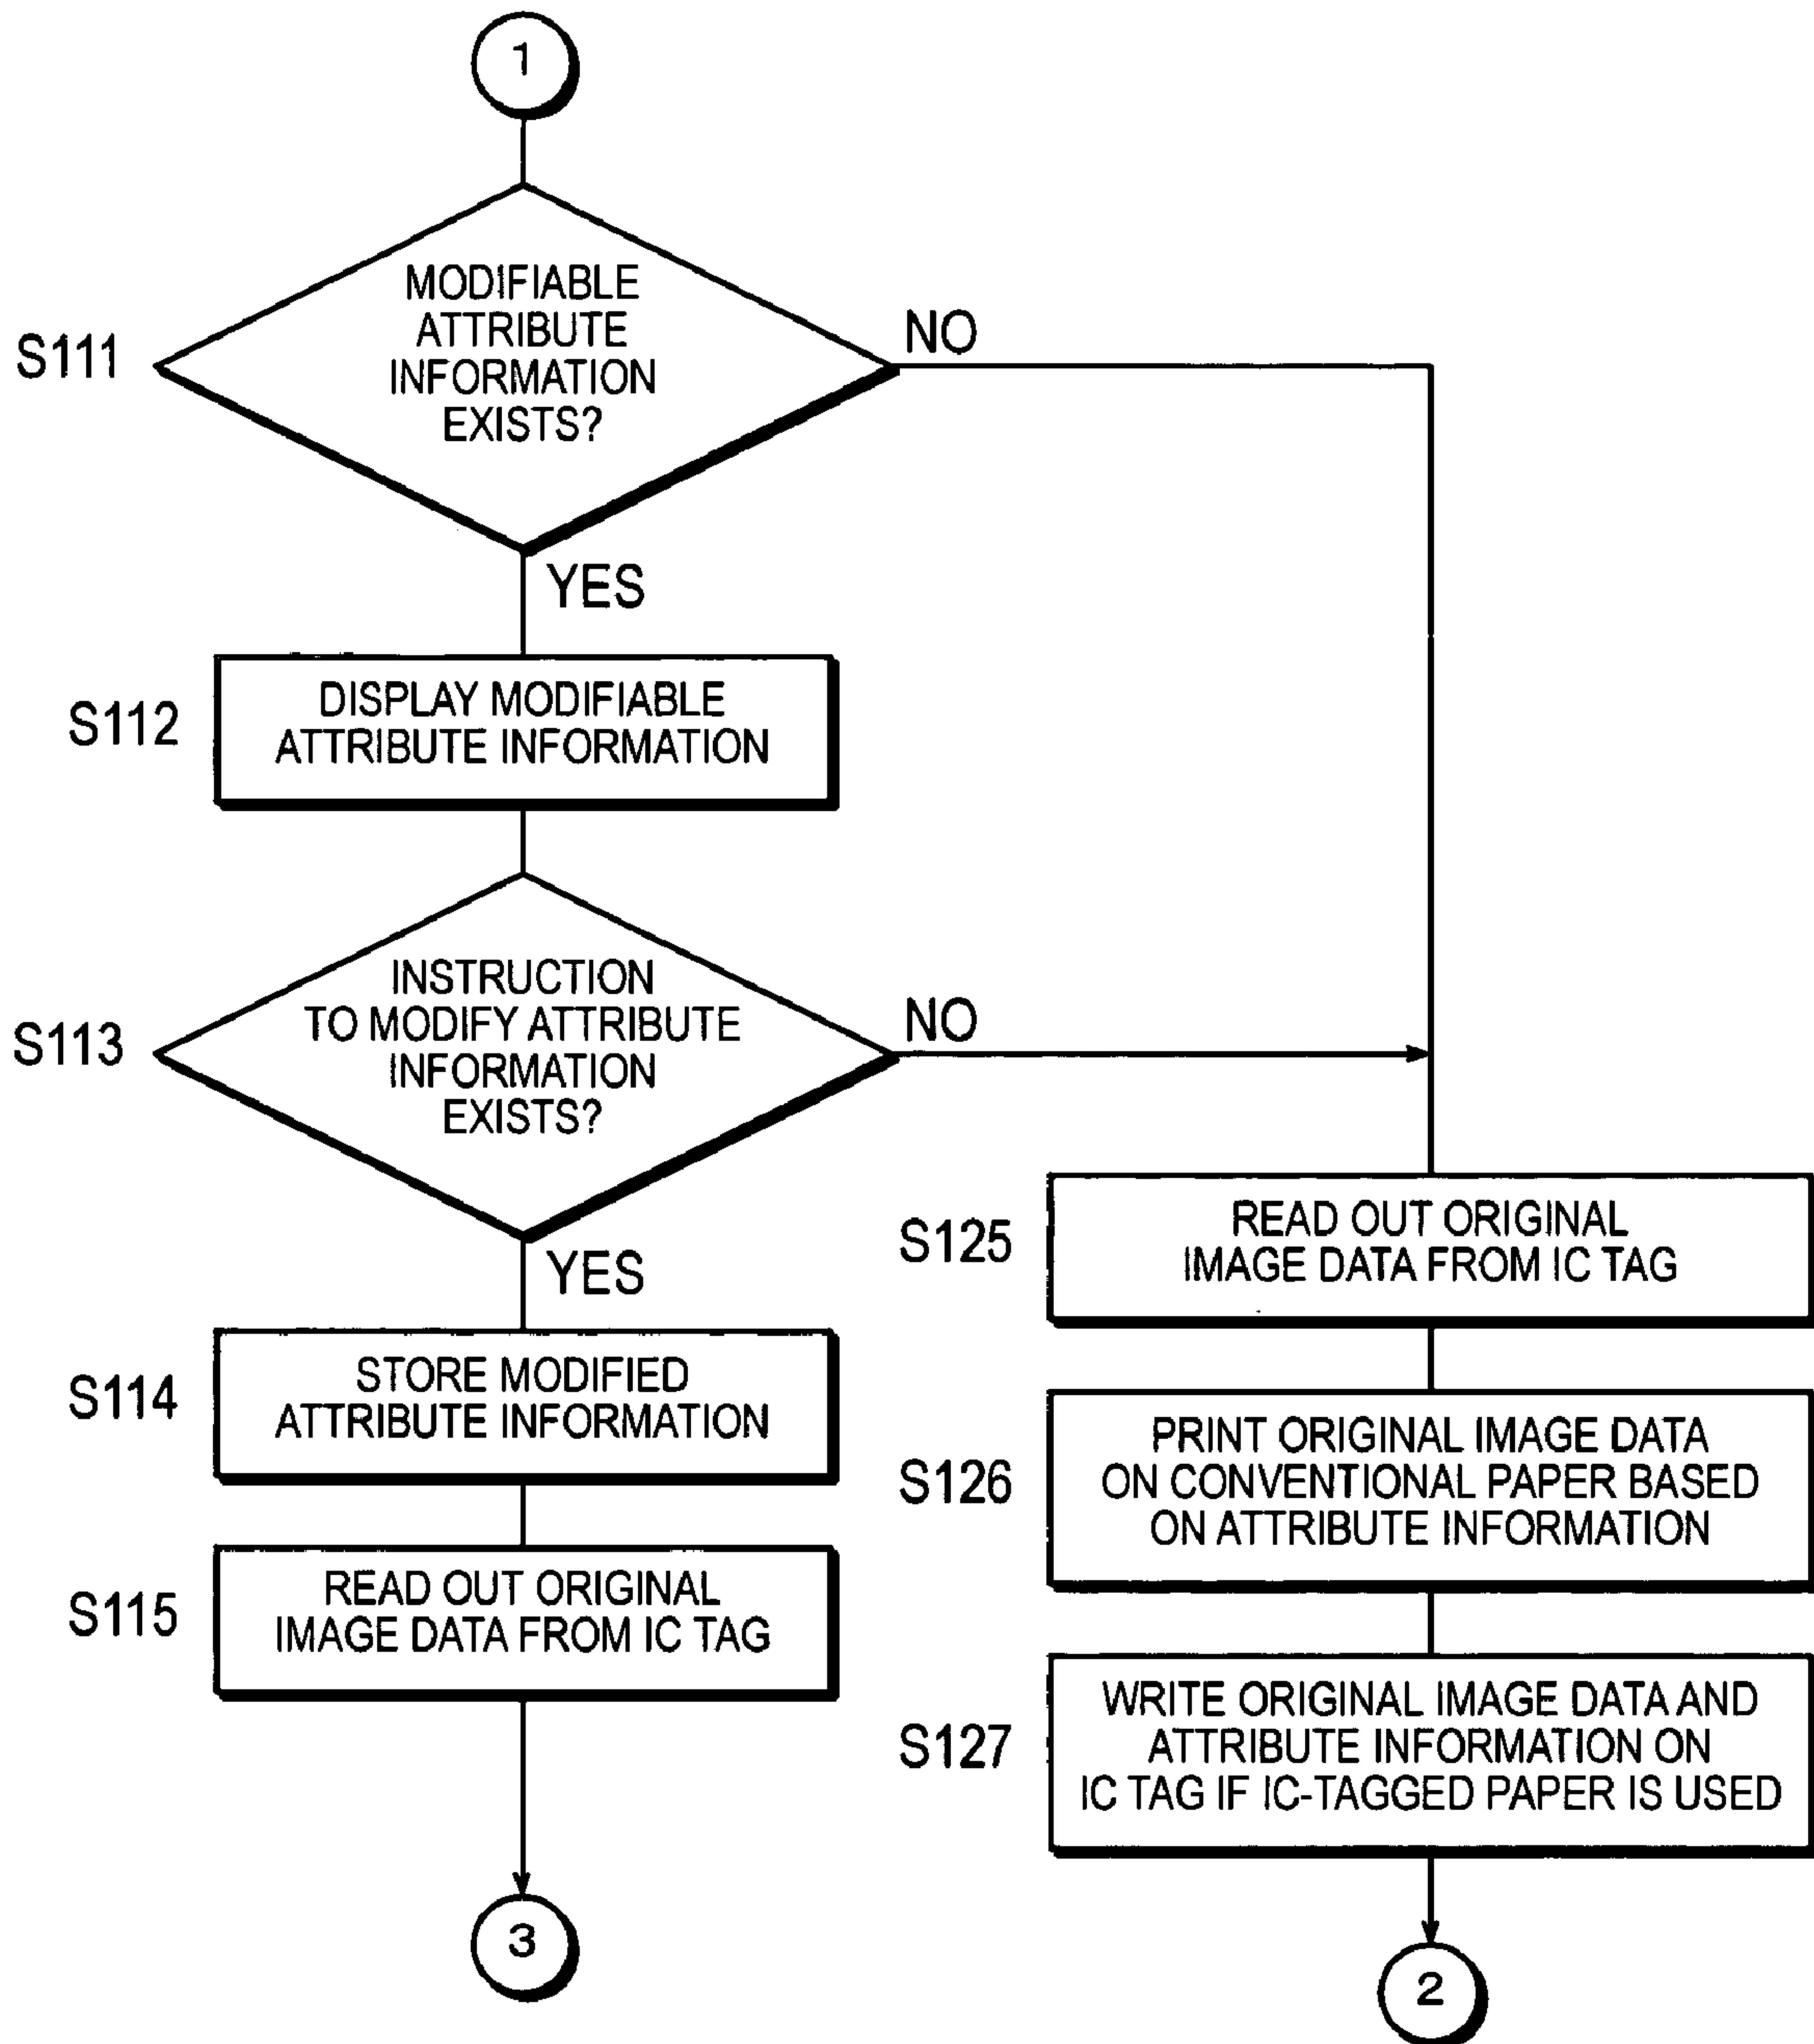 1
S111
MODIFIABLE
ATTRIBUTE
INFORMATION
EXISTS?
NO
YES
S112
DISPLAY MODIFIABLE
ATTRIBUTE INFORMATION
S113
INSTRUCTION
TO MODIFY ATTRIBUTE
INFORMATION
EXISTS?
NO
YES
S114
STORE MODIFIED
ATTRIBUTE INFORMATION
S115
READ OUT ORIGINAL
IMAGE DATA FROM IC TAG
3
S125
READ OUT ORIGINAL
IMAGE DATA FROM IC TAG
S126
PRINT ORIGINAL IMAGE DATA
ON CONVENTIONAL PAPER BASED
ON ATTRIBUTE INFORMATION
S127
WRITE ORIGINAL IMAGE DATA AND
ATTRIBUTE INFORMATION ON
IC TAG IF IC-TAGGED PAPER IS USED
2